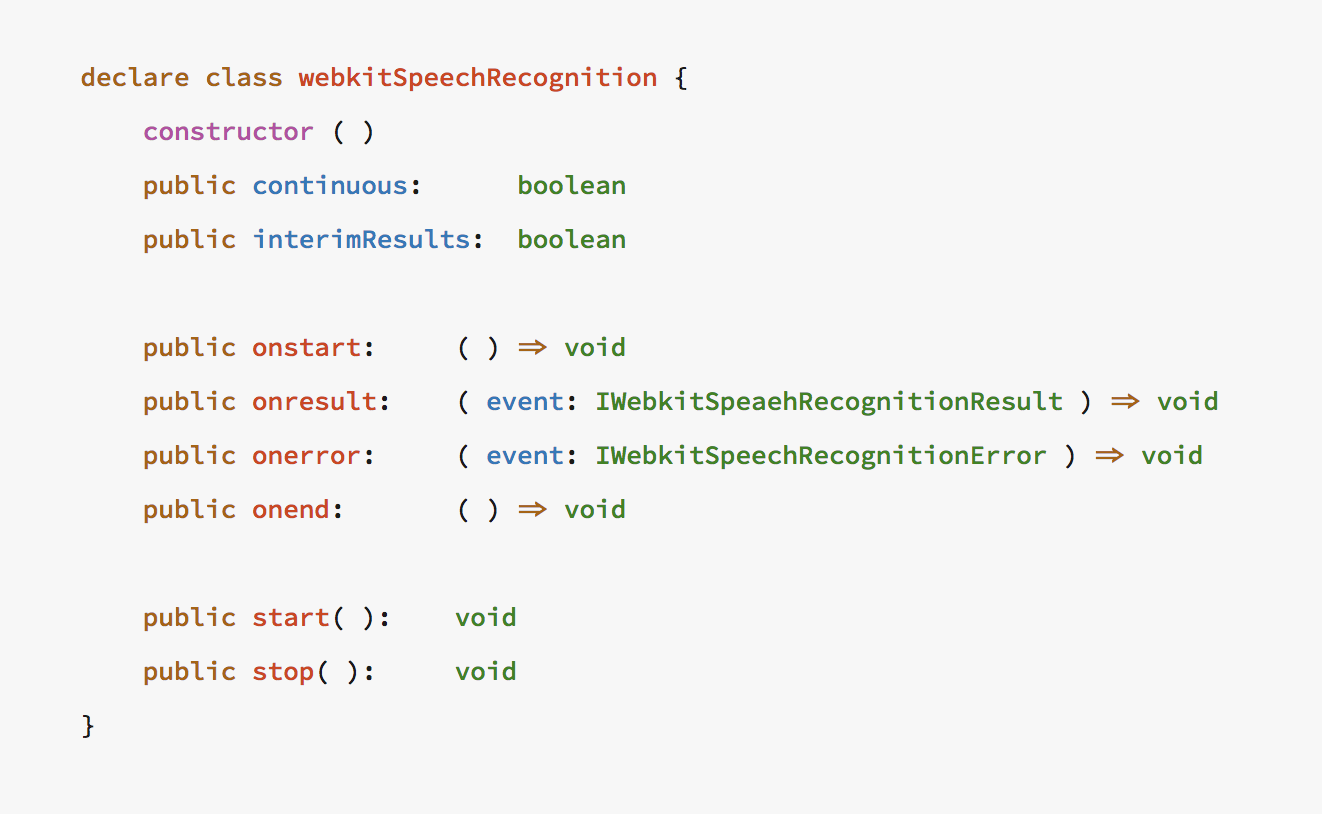 declare class webkitSpeechRecognition {
constructor ( )
public continuous: boolean
public interimResults: boolean
public onstart: ( ) => void
public onresult: ( event: IWebkitSpeaehRecognitionResult ) => void
public onerror: ( event: IWebkitSpeechRecognitionError ) => void
public onend: ( ) => void
public start( ): void
public stop( ): void
}